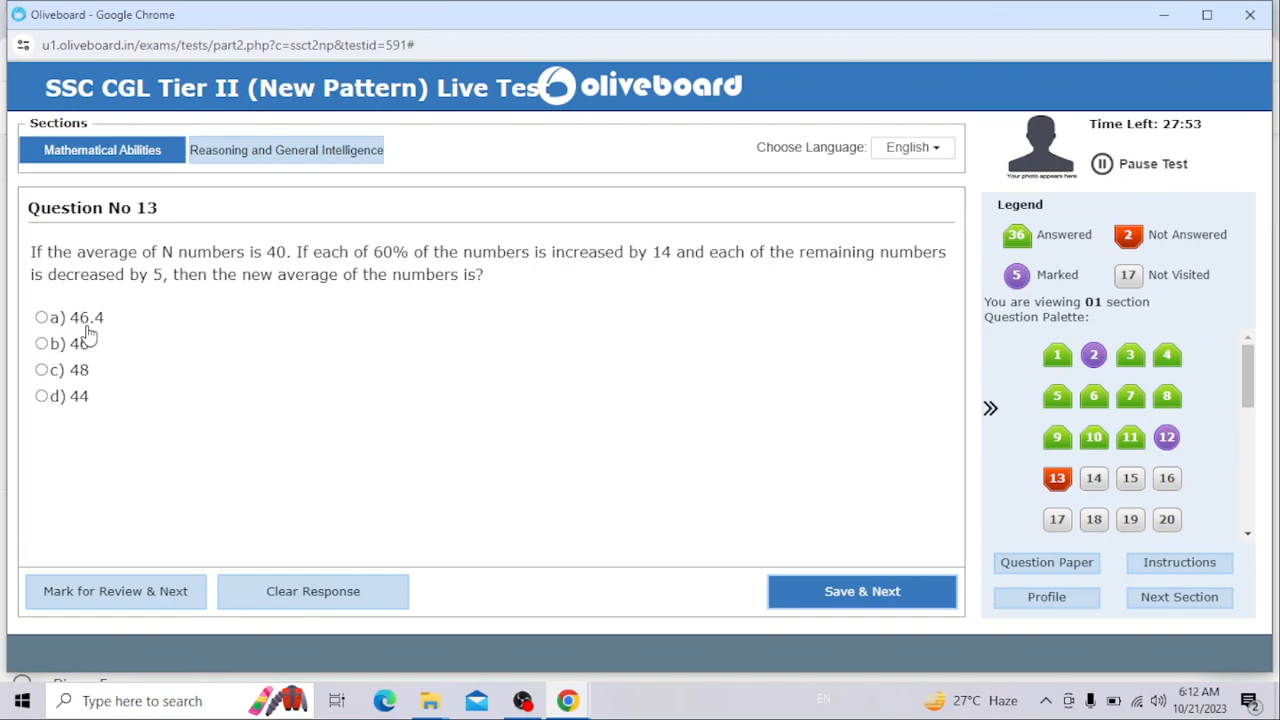 Oliveboard - Google Chrome
u1.oliveboard.in/exams/tests/part2.php?c=ssct2np&testid=591#
SSC CGL Tier II (New Pattern) Live Tes
oliveboard
Sections
Mathematical Abilities
Reasoning and General Intelligence
Choose Language: English
Time Left: 27:53
Your photo appears here
Pause Test
Question No 13
If the average of N numbers is 40. If each of 60% of the numbers is increased by 14 and each of the remaining numbers
is decreased by 5, then the new average of the numbers is?
a) 46.4
b)
c) 48
d) 44
Legend
36 Answered
2 Not Answered
5 Marked
17 Not Visited
You are viewing 01 section
Question Palette:
1 2 3 4
5 6 7 8
9 10 11 12
13 14 15 16
17 18 19 20
Question Paper
Instructions
Profile
Next Section
Mark for Review & Next
Clear Response
Save & Next
Type here to search
EN
27°C Haze
6:12 AM
10/21/2023
2